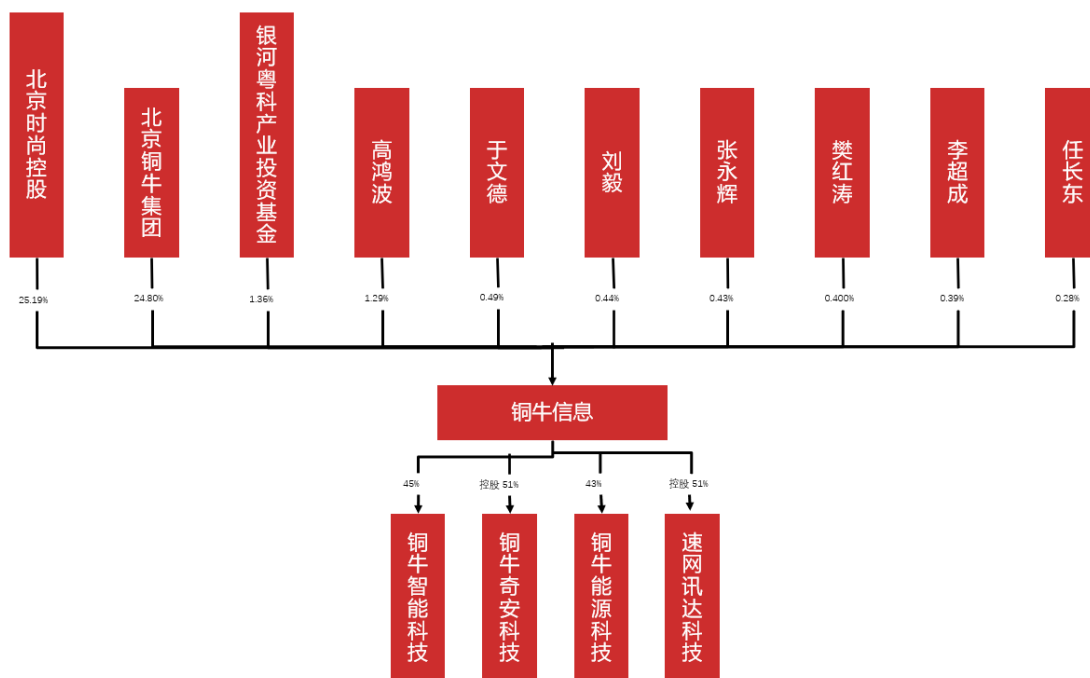 北京时尚控股
北京铜牛集团
银河粤科产业投资基金
高鸿波
于文德
刘毅
张永辉
樊红涛
李超成
任长东
25.19%
24.80%
1.36%
1.29%
0.49%
0.44%
0.43%
0.400%
0.39%
0.28%
铜牛信息
45%
控股 51%
43%
控股 51%
铜牛智能科技
铜牛奇安科技
铜牛能源科技
速网讯达科技